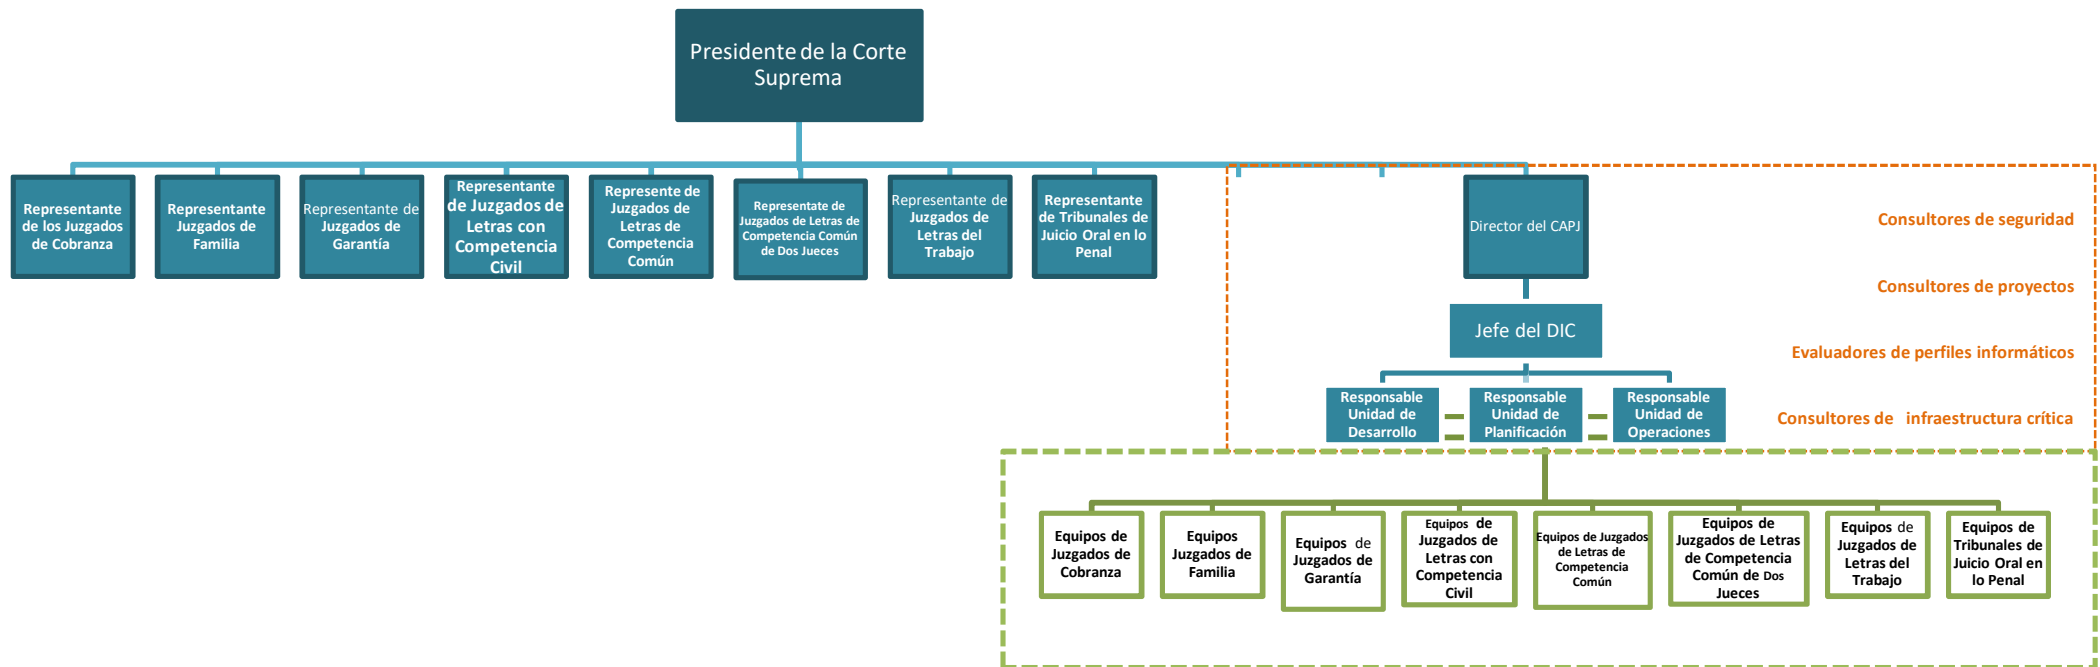 Presidente de la Corte
Suprema
Representante
de los Juzgados
de Cobranza
Representante
Juzgados de
Familia
Representante de
Juzgados de
Garantía
Representante
de Juzgados de
Letras con
Competencia
Civil
Represente de
Juzgados de
Letras de
Competencia
Común
Representate de
Juzgados de Letras de
Competencia Común
de Dos Jueces
Representante de
Juzgados de
Letras del
Trabajo
Representante
de Tribunales de
Juicio Oral en lo
Penal
Director del CAPJ
Consultores de seguridad
Consultores de proyectos
Jefe del DIC
Evaluadores de perfiles informáticos
Responsable
Unidad de
Desarrollo
Responsable
Unidad de
Planificación
Responsable
Unidad de
Operaciones
Consultores de infraestructura crítica
Equipos de
Juzgados de
Cobranza
Equipos
Juzgados de
Familia
Equipos de
Juzgados de
Garantía
Equipos de
Juzgados de
Letras con
Competencia
Civil
Equipos de Juzgados
de Letras de
Competencia
Común
Equipos de
Juzgados de Letras
de Competencia
Común de Dos
Jueces
Equipos de
Juzgados de
Letras del
Trabajo
Equipos de
Tribunales de
Juicio Oral en
lo Penal